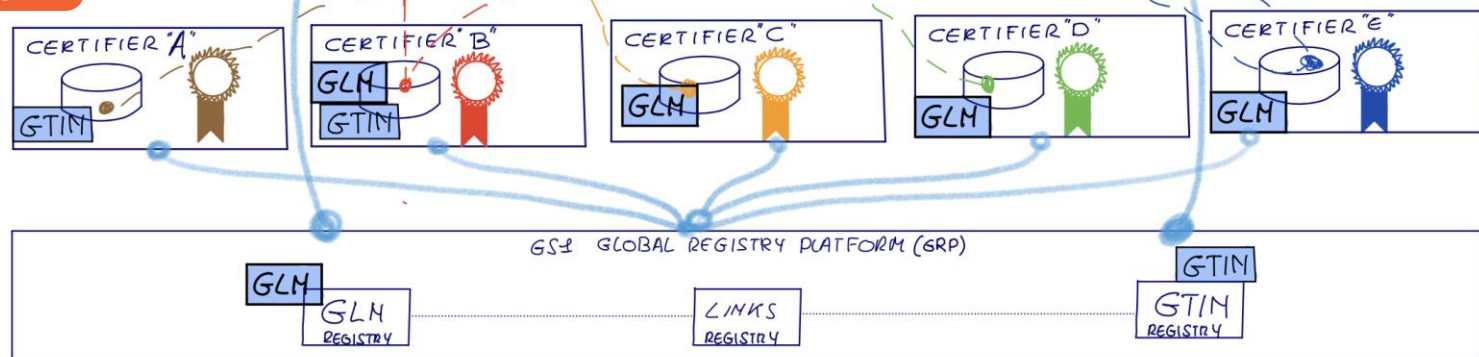 CERTIFIER "A"
GTIN
CERTIFIER "B"
GLN
GTIN
CERTIFIER "C"
GLN
CERTIFIER "D"
GLN
CERTIFIER "E"
GLN
GS1 GLOBAL REGISTRY PLATFORM (GRP)
GLN
GLN
REGISTRY
LINKS
REGISTRY
GTIN
GTIN
REGISTRY